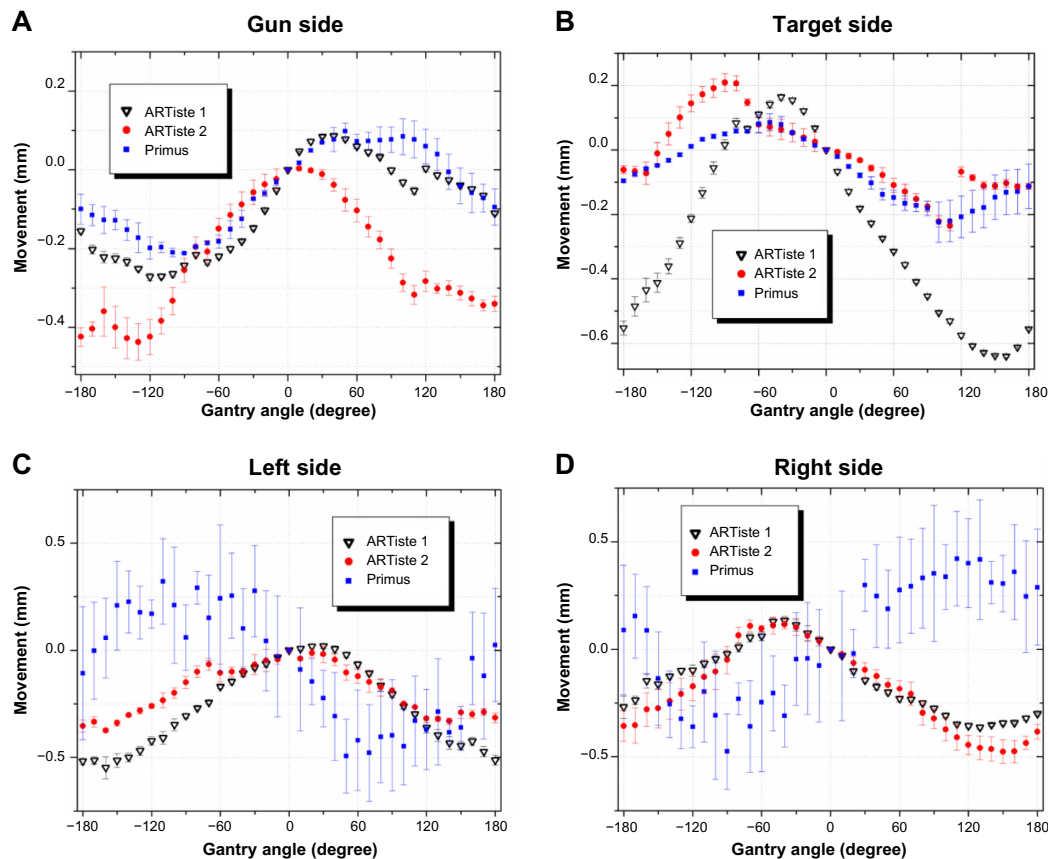 A Gun side
0.2
0.0
−0.2
−0.4
Movement (mm)
ARTiste 1
ARTiste 2
Primus
−180 −120 −60 0 60 120 180
Gantry angle (degree)
B Target side
0.2
0.0
−0.2
−0.4
−0.6
Movement (mm)
ARTiste 1
ARTiste 2
Primus
−180 −120 −60 0 60 120 180
Gantry angle (degree)
C Left side
0.5
0.0
−0.5
Movement (mm)
ARTiste 1
ARTiste 2
Primus
−180 −120 −60 0 60 120 180
Gantry angle (degree)
D Right side
0.5
0.0
−0.5
Movement (mm)
ARTiste 1
ARTiste 2
Primus
−180 −120 −60 0 60 120 180
Gantry angle (degree)